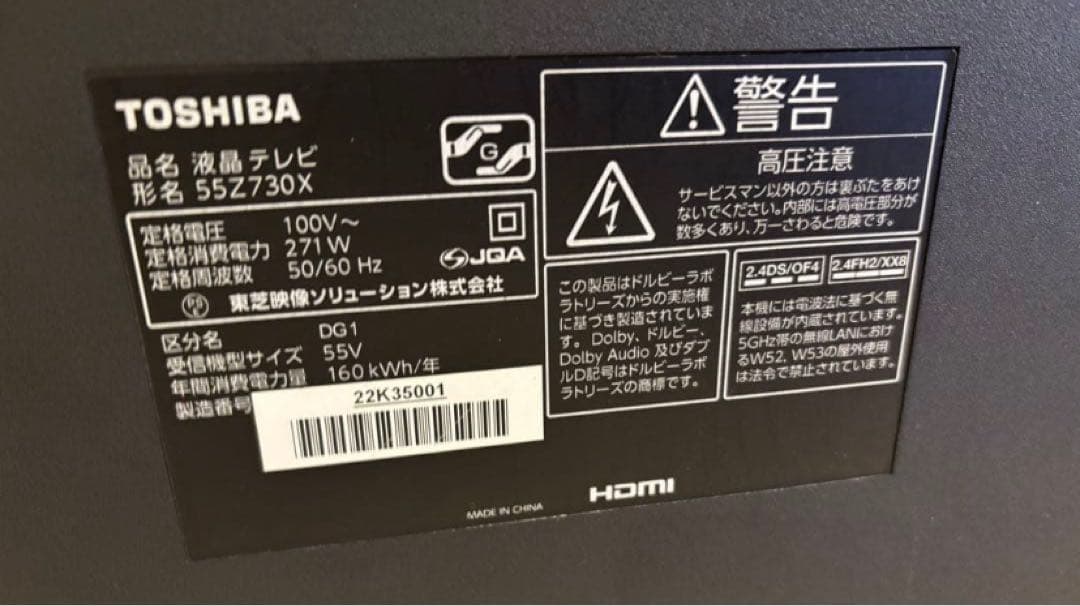 TOSHIBA
品名 液晶テレビ
形名 55Z730X
G
定格電圧 100V～
定格消費電力 271W
定格周波数 50/60 Hz
JQA
PS E 東芝映像ソリューション株式会社
区分名 DG1
受信機型サイズ 55V
年間消費電力量 160kWh/年
製造番号
22K35001
MADE IN CHINA
警告
高圧注意
サービスマン以外の方は裏ぶたをあけ
ないでください。内部には高電圧部分が
数多くあり、万一さわると危険です。
この製品はドルビーラボ
ラトリーズからの実施権
に基づき製造されていま
す。Dolby、ドルビー、
Dolby Audio 及びダブ
ルD記号はドルビーラボ
ラトリーズの商標です。
2.4DS/OF4 2.4FH2/XX8
本機には電波法に基づく無
線設備が内蔵されています。
5GHz帯の無線LANにおけ
るW52、W53の屋外使用
は法令で禁止されています。
HDMI